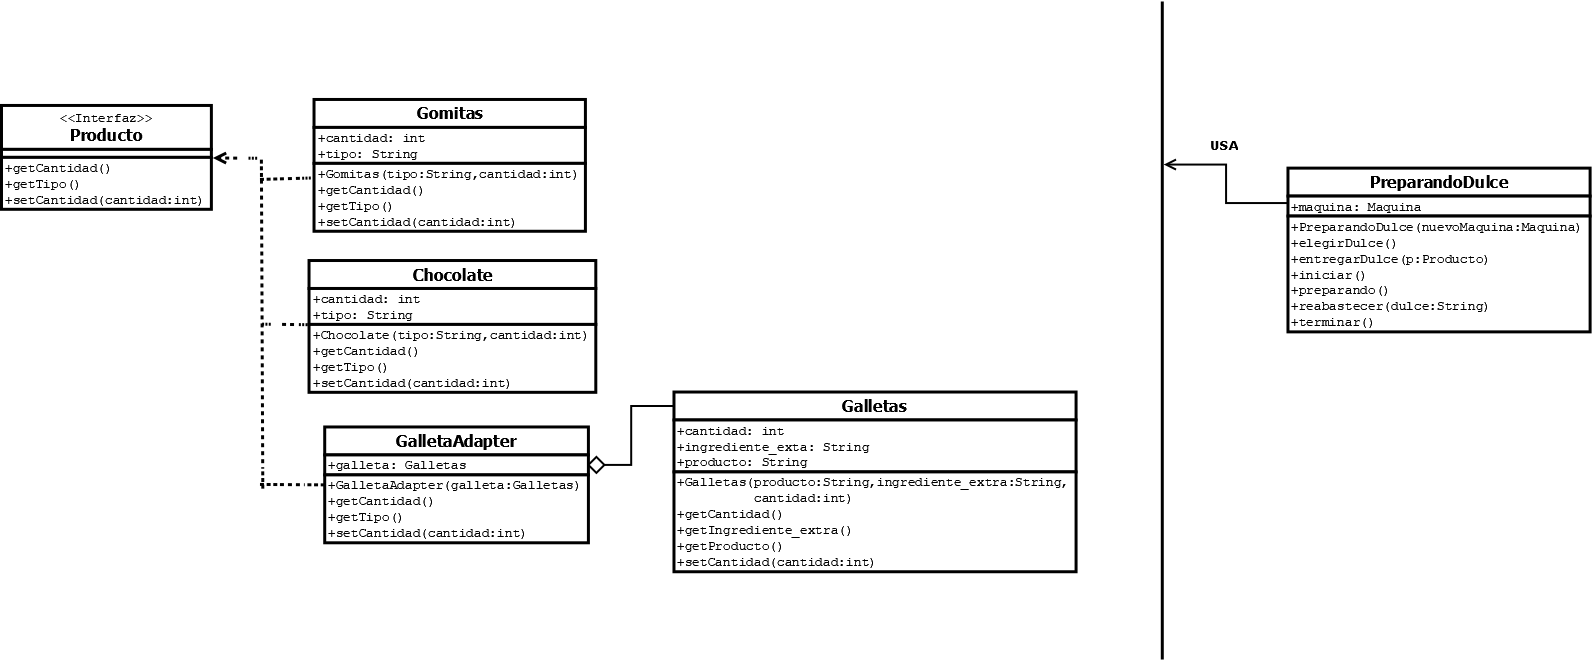 <<Interfaz>>
Producto
+getCantidad()
+getTipo()
+setCantidad(cantidad:int)
Gomitas
+cantidad: int
+tipo: String
+Gomitas(tipo:String,cantidad:int)
+getCantidad()
+getTipo()
+setCantidad(cantidad:int)
Chocolate
+cantidad: int
+tipo: String
+Chocolate(tipo:String,cantidad:int)
+getCantidad()
+getTipo()
+setCantidad(cantidad:int)
GalletaAdapter
+galleta: Galletas
+GalletaAdapter(galleta:Galletas)
+getCantidad()
+getTipo()
+setCantidad(cantidad:int)
Galletas
+cantidad: int
+ingrediente_exta: String
+producto: String
+Galletas(producto:String,ingrediente_extra:String,
cantidad:int)
+getCantidad()
+getIngrediente_extra()
+getProducto()
+setCantidad(cantidad:int)
USA
PreparandoDulce
+maquina: Maquina
+PreparandoDulce(nuevoMaquina:Maquina)
+elegirDulce()
+entregarDulce(p:Producto)
+iniciar()
+preparando()
+reabastecer(dulce:String)
+terminar()